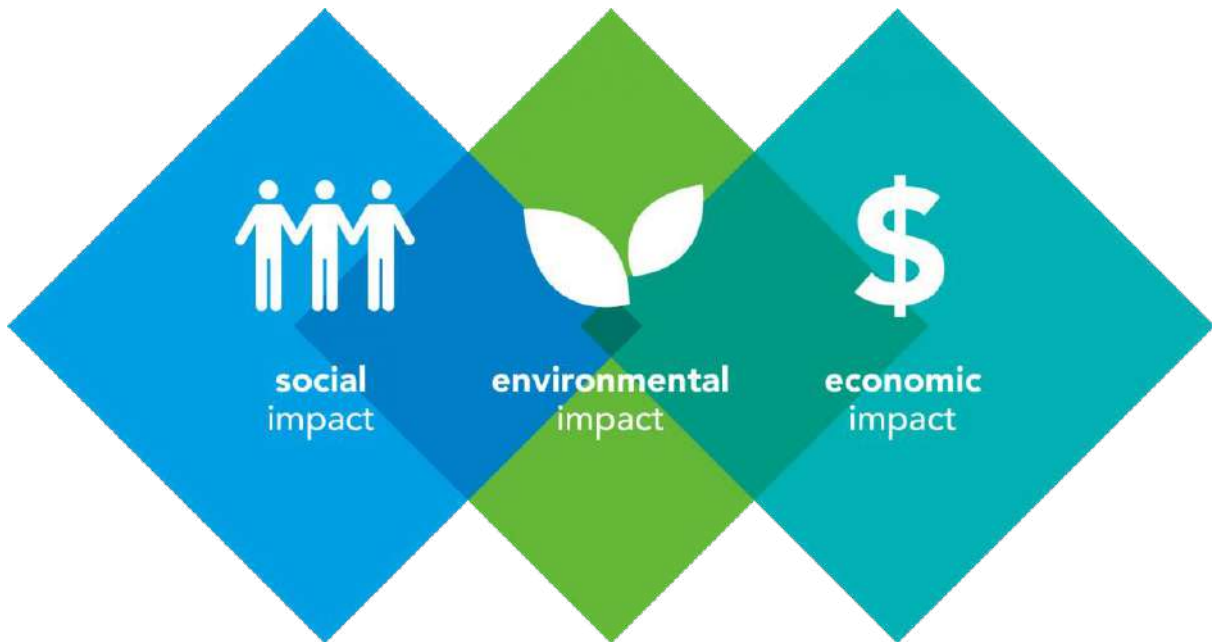 $
social
impact
environmental
impact
economic
impact